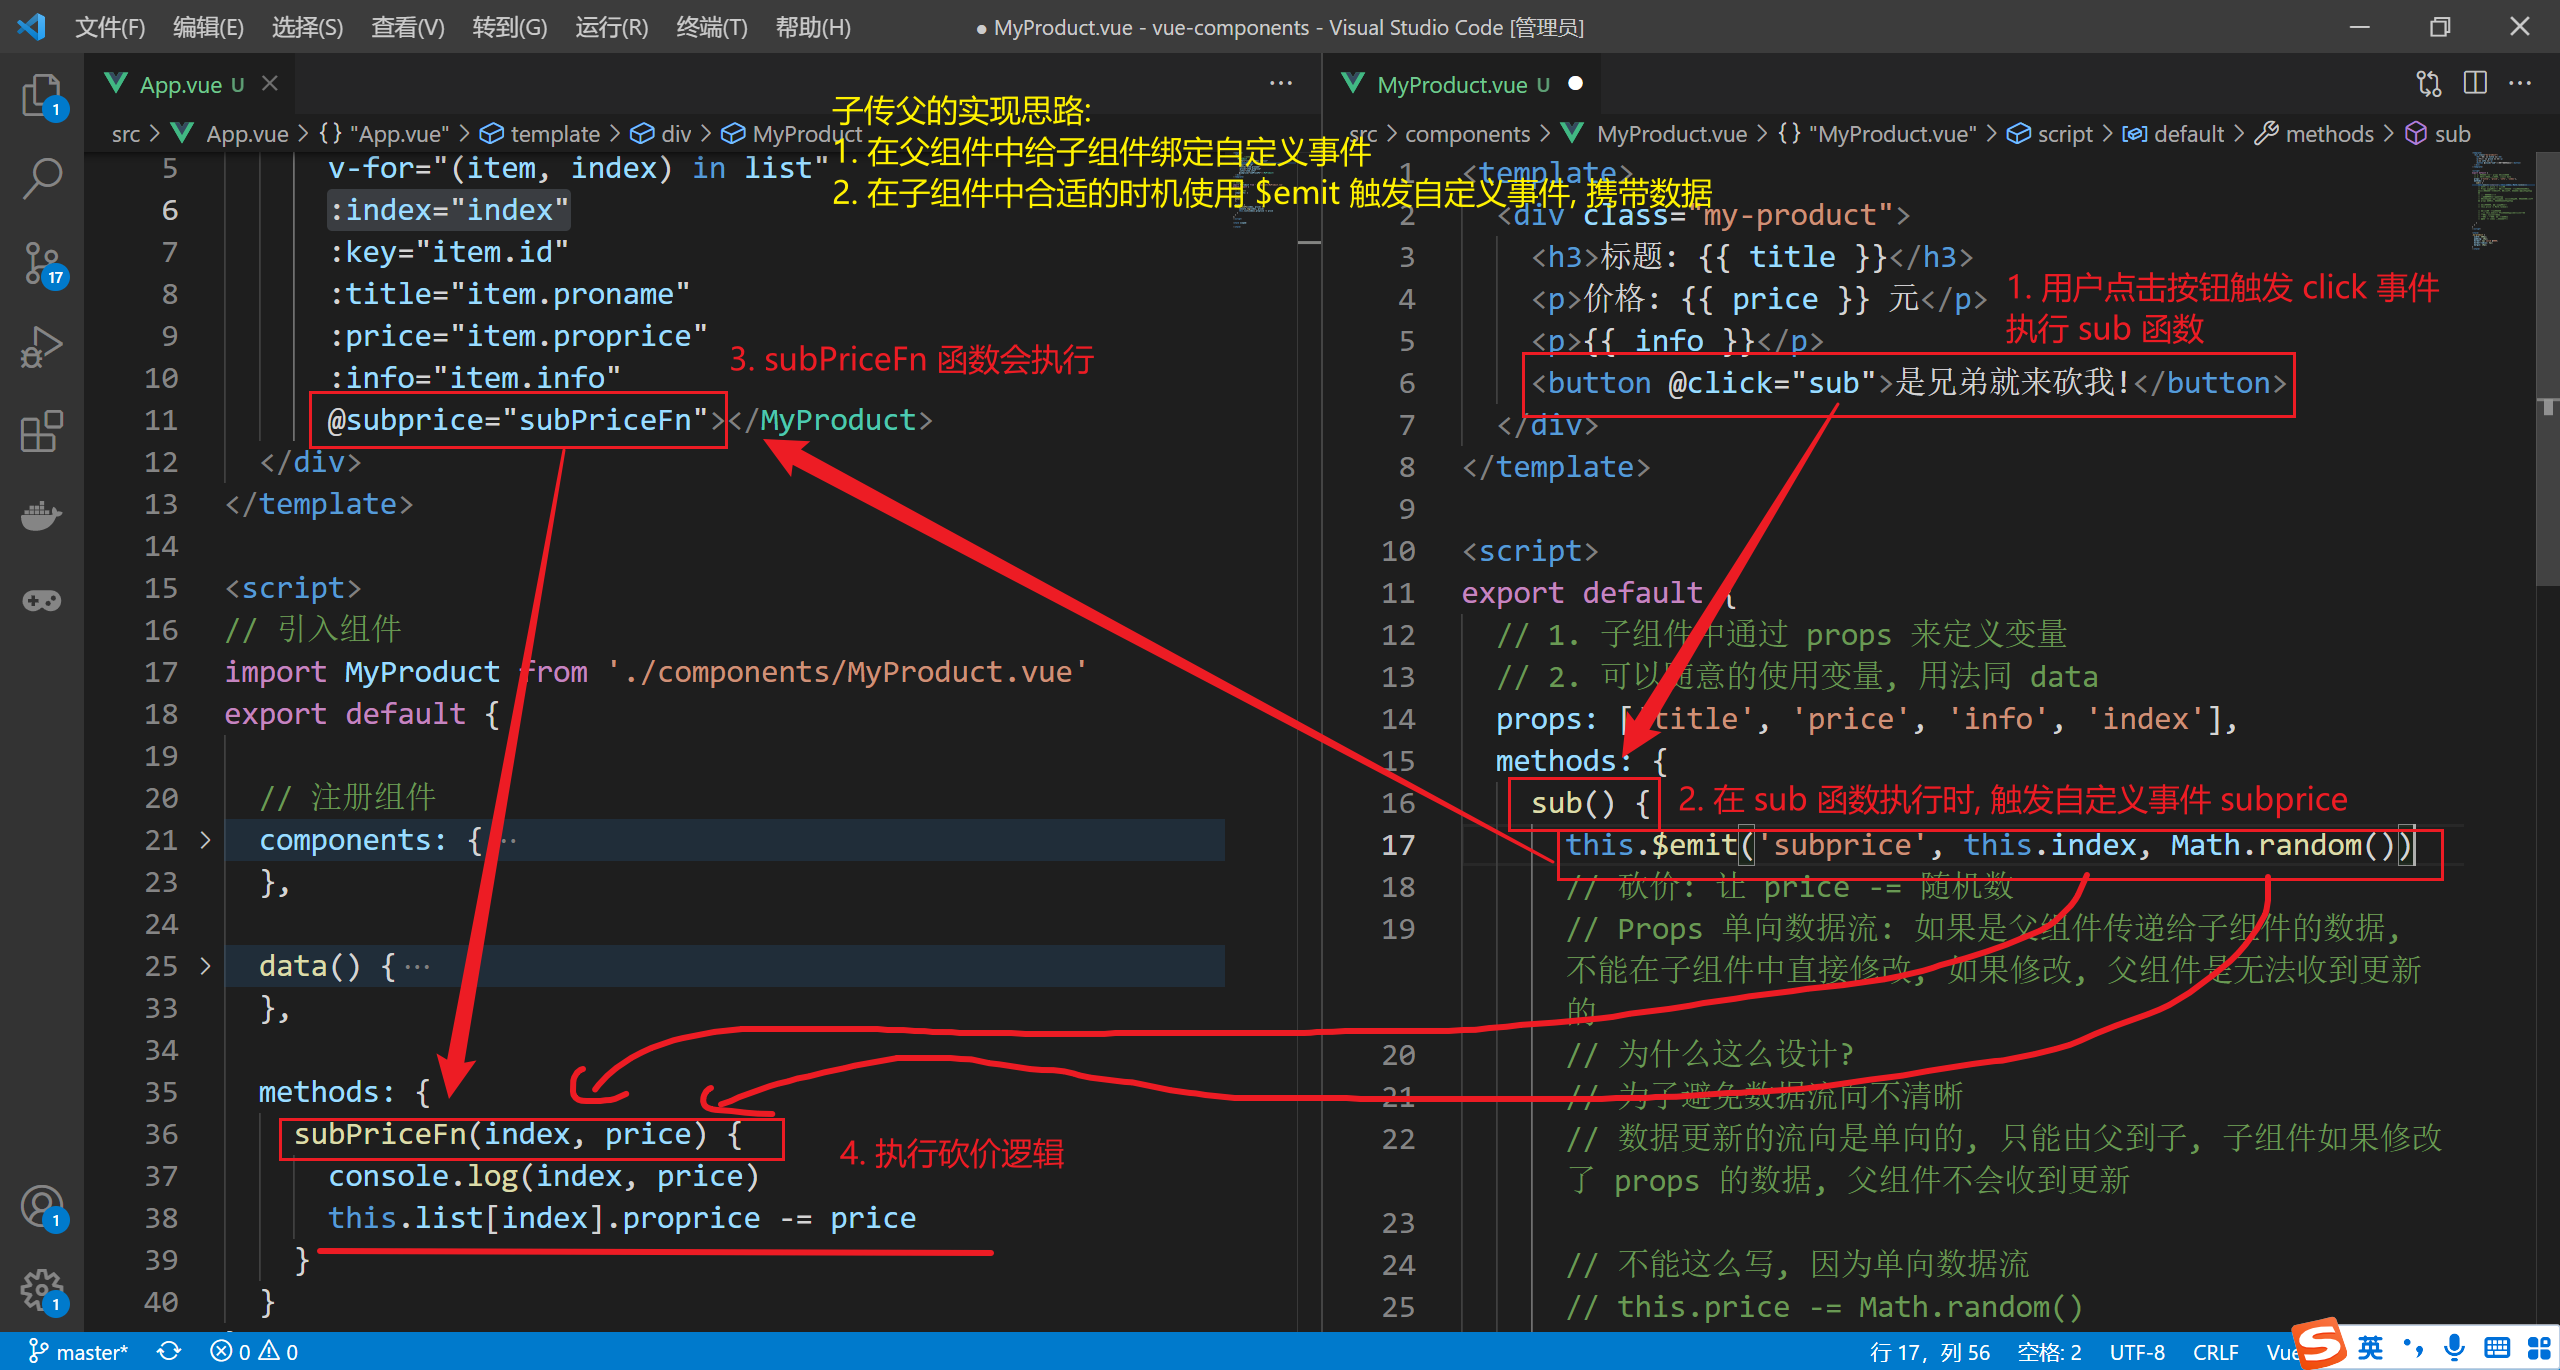 文件(F) 编辑(E) 选择(S) 查看(V) 转到(G) 运行(R) 终端(T) 帮助(H)
● MyProduct.vue - vue-components - Visual Studio Code [管理员]
App.vue U
子传父的实现思路:
1. 在父组件中给子组件绑定自定义事件
2. 在子组件中合适的时机使用 $emit 触发自定义事件, 携带数据
src > App.vue > {} "App.vue" > template > div > MyProduct
5 v-for="(item, index) in list"
6 :index="index"
7 :key="item.id"
8 :title="item.proname"
9 :price="item.proprice"
3. subPriceFn 函数会执行
10 :info="item.info"
11 @subprice="subPriceFn"></MyProduct>
12 </div>
13 </template>
14
15 <script>
16 // 引入组件
17 import MyProduct from './components/MyProduct.vue'
18 export default {
19
20 // 注册组件
21 components: { ···
23 },
24
25 data() { ···
33 },
34
35 methods: {
36 subPriceFn(index, price) {
4. 执行砍价逻辑
37 console.log(index, price)
38 this.list[index].proprice -= price
39 }
40 }
MyProduct.vue U
src > components > MyProduct.vue > {} "MyProduct.vue" > script > default > methods > sub
1 <template>
2 <div class="my-product">
3 <h3>标题: {{ title }}</h3>
4 <p>价格: {{ price }} 元</p>
1. 用户点击按钮触发 click 事件
执行 sub 函数
5 <p>{{ info }}</p>
6 <button @click="sub">是兄弟就来砍我!</button>
7 </div>
8 </template>
9
10 <script>
11 export default {
12 // 1. 子组件中通过 props 来定义变量
13 // 2. 可以随意的使用变量, 用法同 data
14 props: ['title', 'price', 'info', 'index'],
15 methods: {
16 sub() {
2. 在 sub 函数执行时, 触发自定义事件 subprice
17 this.$emit('subprice', this.index, Math.random())
18 // 砍价: 让 price -= 随机数
19 // Props 单向数据流: 如果是父组件传递给子组件的数据,
不能在子组件中直接修改, 如果修改, 父组件是无法收到更新
的
20 // 为什么这么设计?
21 // 为了避免数据流向不清晰
22 // 数据更新的流向是单向的, 只能由父到子, 子组件如果修改
了 props 的数据, 父组件不会收到更新
23
24 // 不能这么写, 因为单向数据流
25 // this.price -= Math.random()
1
17
1
1
master* 0 0
行 17, 列 56 空格: 2 UTF-8 CRLF Vue
S 英